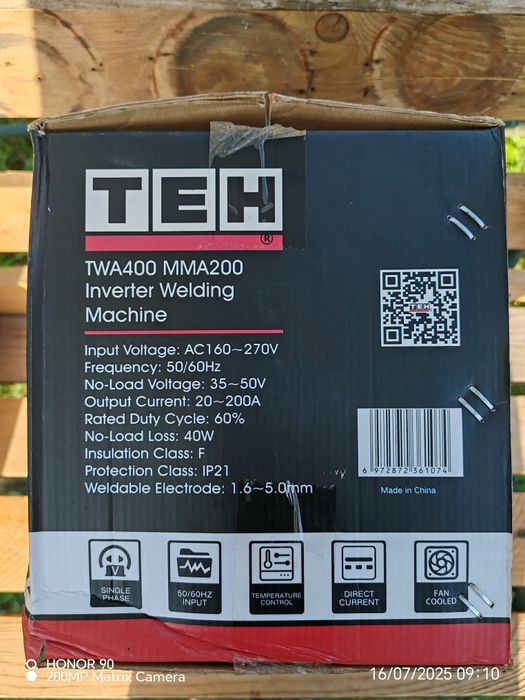 TEH
®
TWA400 MMA200
Inverter Welding
Machine
Input Voltage: AC160~270V
Frequency: 50/60Hz
No-Load Voltage: 35~50V
Output Current: 20~200A
Rated Duty Cycle: 60%
No-Load Loss: 40W
Insulation Class: F
Protection Class: IP21
Weldable Electrode: 1.6~5.0mm
TEH
6 972872 361074
Made in China
V
SINGLE
PHASE
50/60HZ
INPUT
TEMPERATURE
CONTROL
DIRECT
CURRENT
FAN
COOLED
HONOR 90
200MP Matrix Camera
16/07/2025 09:10